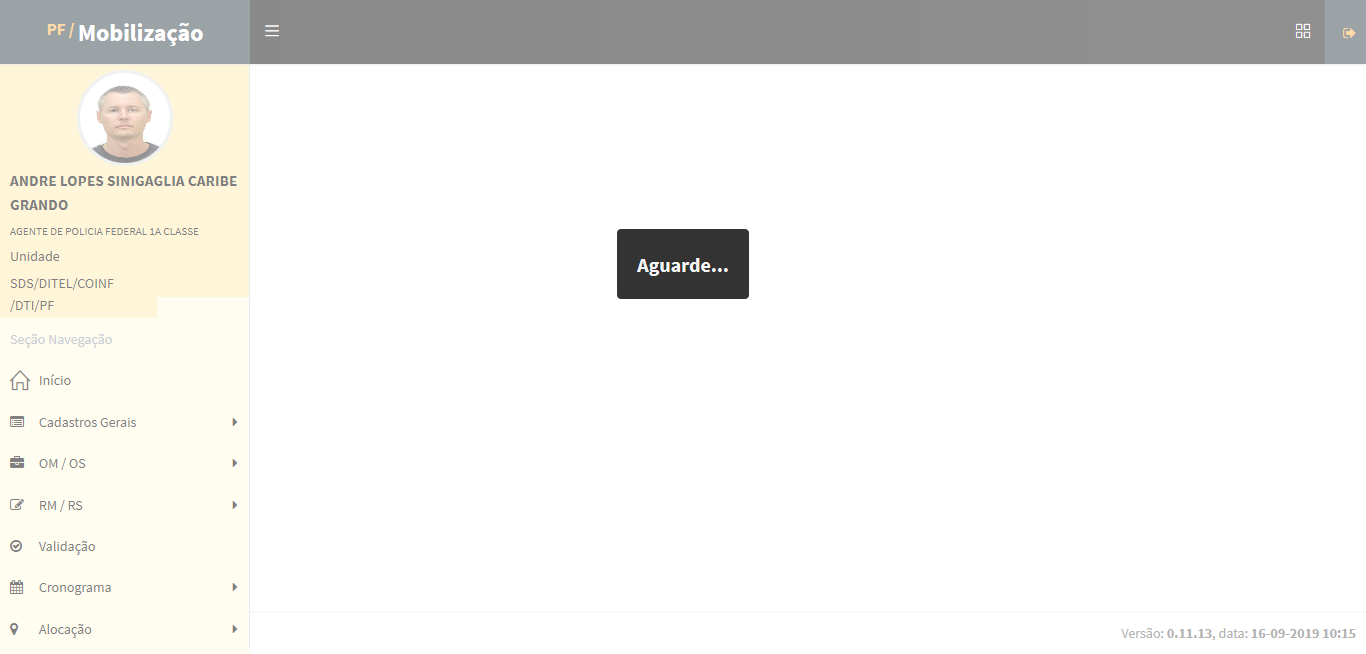 PF / Mobilização
ANDRE LOPES SINIGAGLIA CARIBE
GRANDO
AGENTE DE POLICIA FEDERAL 1A CLASSE
Unidade
SDS/DITEL/COINF
/DTI/PF
Seção Navegação
Início
Cadastros Gerais
OM / OS
RM / RS
Validação
Cronograma
Alocação
Aguarde...
Versão: 0.11.13, data: 16-09-2019 10:15